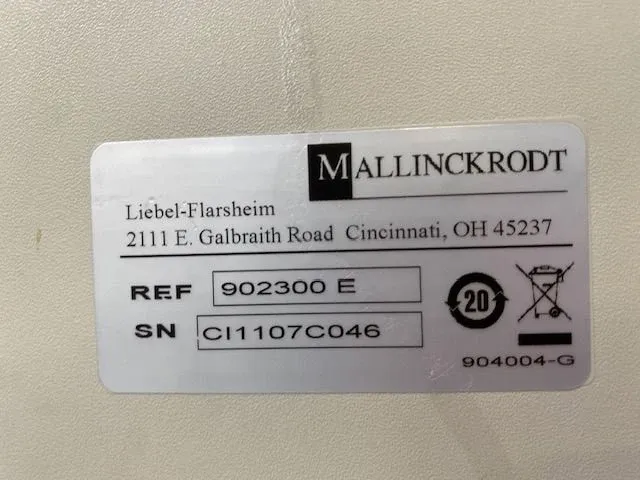 MALLINCKRODT
Liebel-Flarsheim
2111 E. Galbraith Road Cincinnati, OH 45237
REF 902300 E
SN CI1107C046
20
904004-G